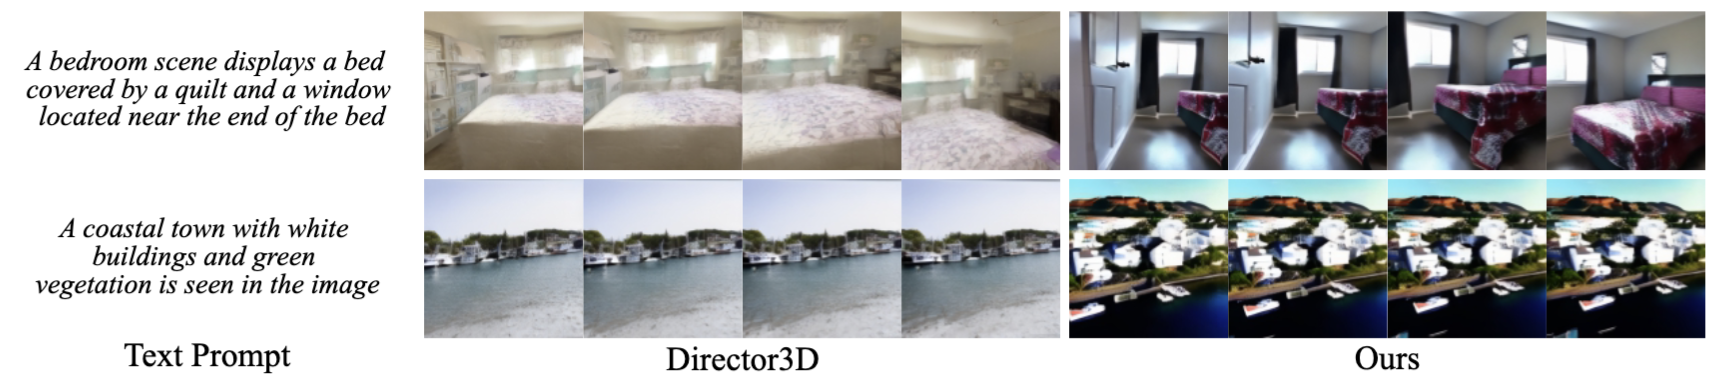 A bedroom scene displays a bed
covered by a quilt and a window
located near the end of the bed
A coastal town with white
buildings and green
vegetation is seen in the image
Text Prompt
Director3D
Ours